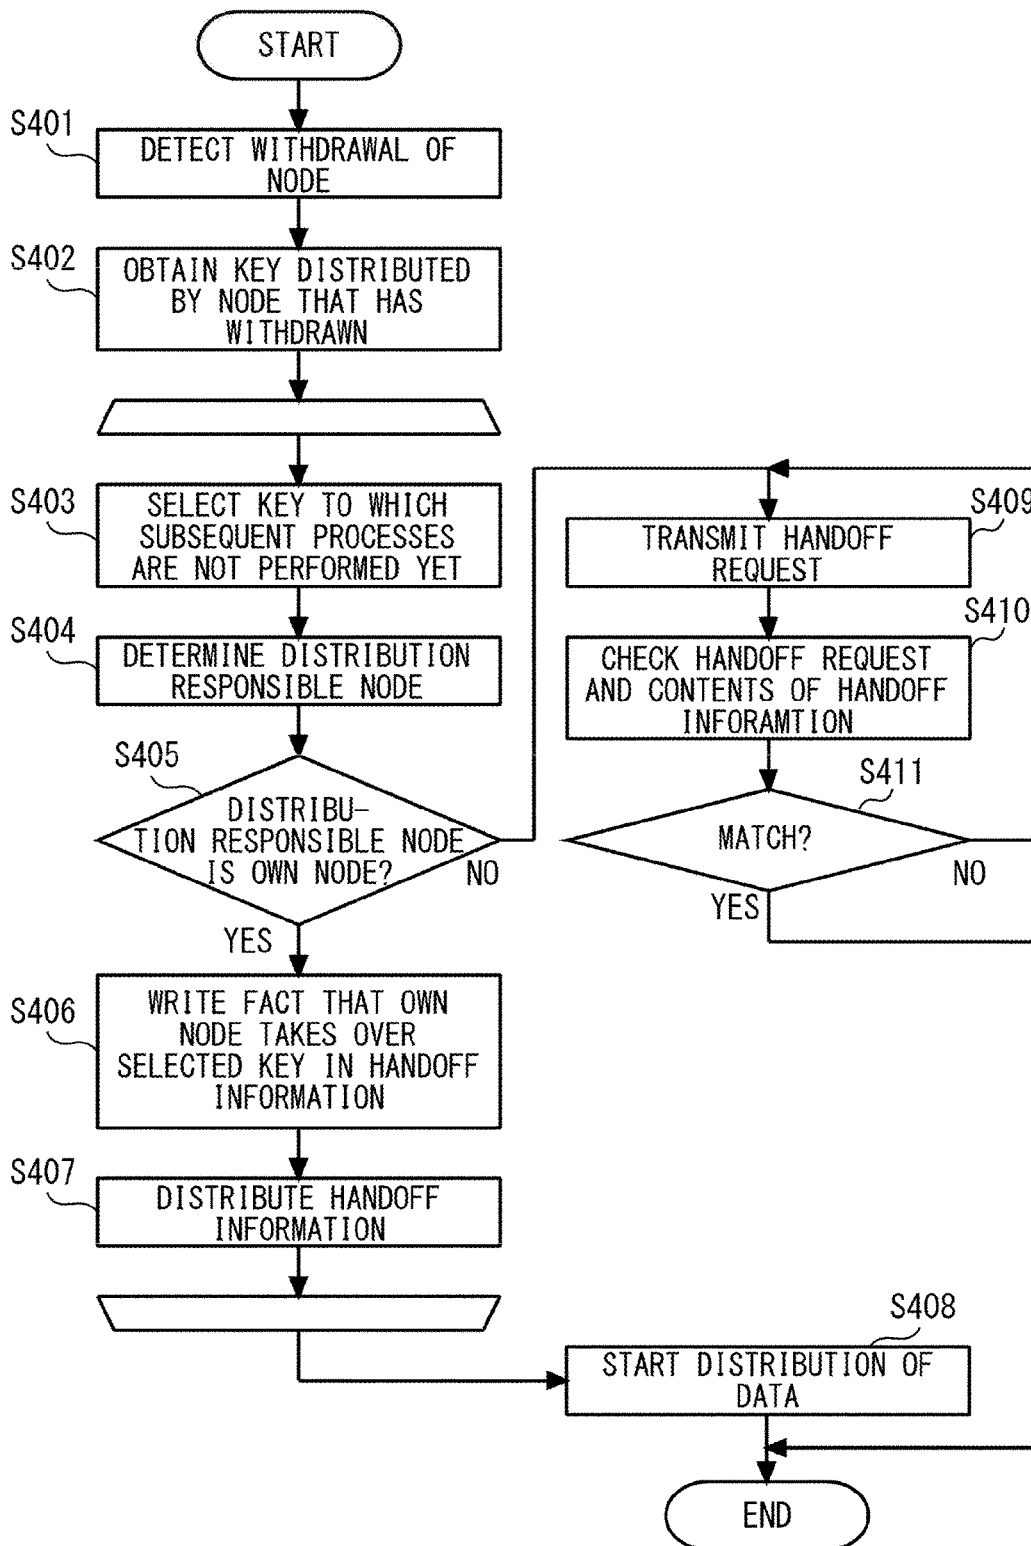 START
S401
DETECT WITHDRAWAL OF
NODE
S402
OBTAIN KEY DISTRIBUTED
BY NODE THAT HAS
WITHDRAWN
S403
SELECT KEY TO WHICH
SUBSEQUENT PROCESSES
ARE NOT PERFORMED YET
S404
DETERMINE DISTRIBUTION
RESPONSIBLE NODE
S405
DISTRIBU-
TION RESPONSIBLE NODE
IS OWN NODE?
NO
YES
S406
WRITE FACT THAT OWN
NODE TAKES OVER
SELECTED KEY IN HANDOFF
INFORMATION
S407
DISTRIBUTE HANDOFF
INFORMATION
S409
TRANSMIT HANDOFF
REQUEST
S410
CHECK HANDOFF REQUEST
AND CONTENTS OF HANDOFF
INFORAMTION
S411
MATCH?
NO
YES
S408
START DISTRIBUTION OF
DATA
END